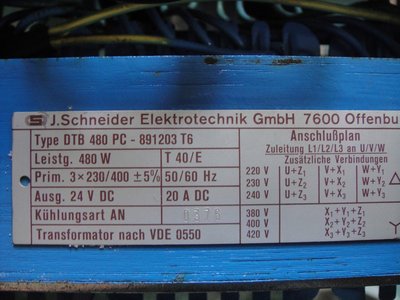 S J.Schneider Elektrotechnik GmbH 7600 Offenbu
Type DTB 480 PC - 891203 T6
Leistg. 480 W T 40/E
Prim. 3×230/400 ±5% 50/60 Hz
Ausg. 24 V DC 20 A DC
Kühlungsart AN 0376
Transformator nach VDE 0550
Anschlußplan
Zuleitung L1/L2/L3 an U/V/W
Zusätzliche Verbindungen
220 V U+Z₁ V+X₁ W+Y₁ △
230 V U+Z₂ V+X₂ W+Y₂
240 V U+Z₃ V+X₃ W+Y₃
380 V X₁+Y₁+Z₁
400 V X₂+Y₂+Z₂ Y
420 V X₃+Y₃+Z₃